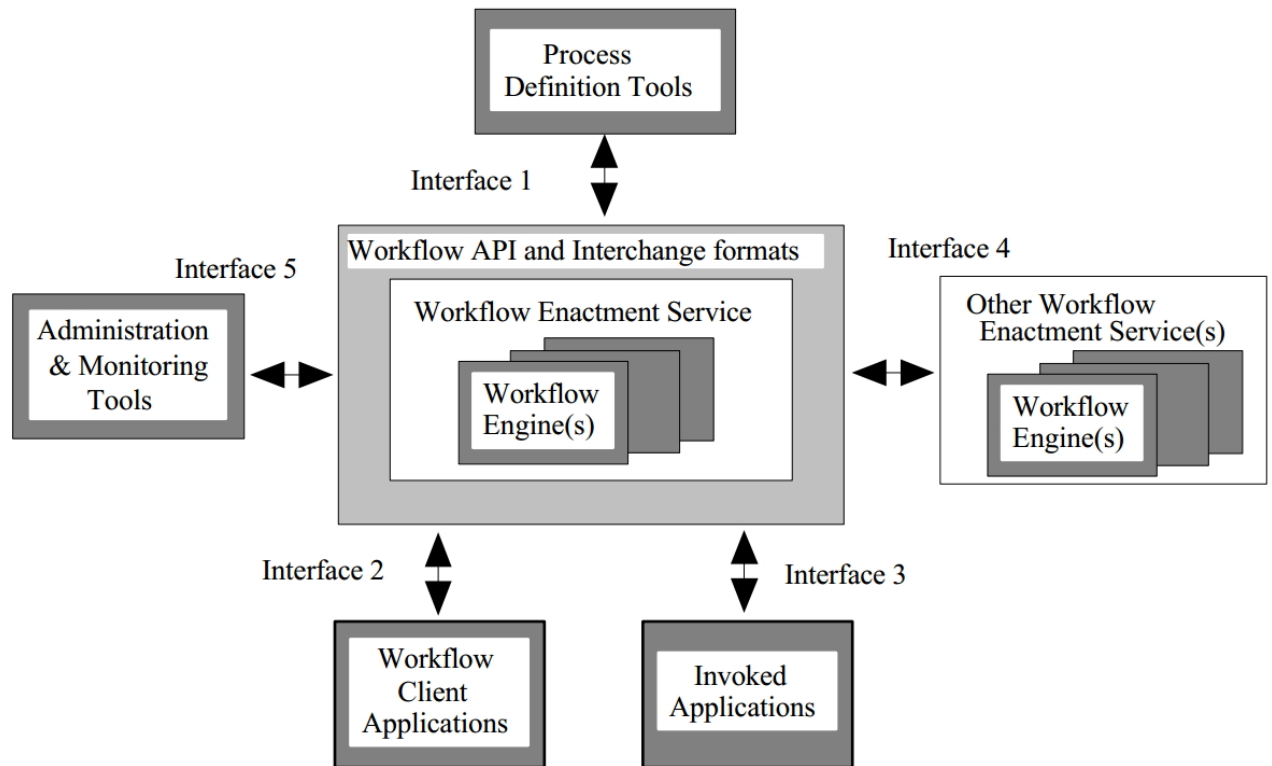 Process
Definition Tools
Interface 1
Workflow API and Interchange formats
Interface 4
Interface 5
Workflow Enactment Service
Other Workflow
Enactment Service(s)
Administration
& Monitoring
Tools
Workflow
Engine(s)
Workflow
Engine(s)
Interface 2
Interface 3
Workflow
Client
Applications
Invoked
Applications